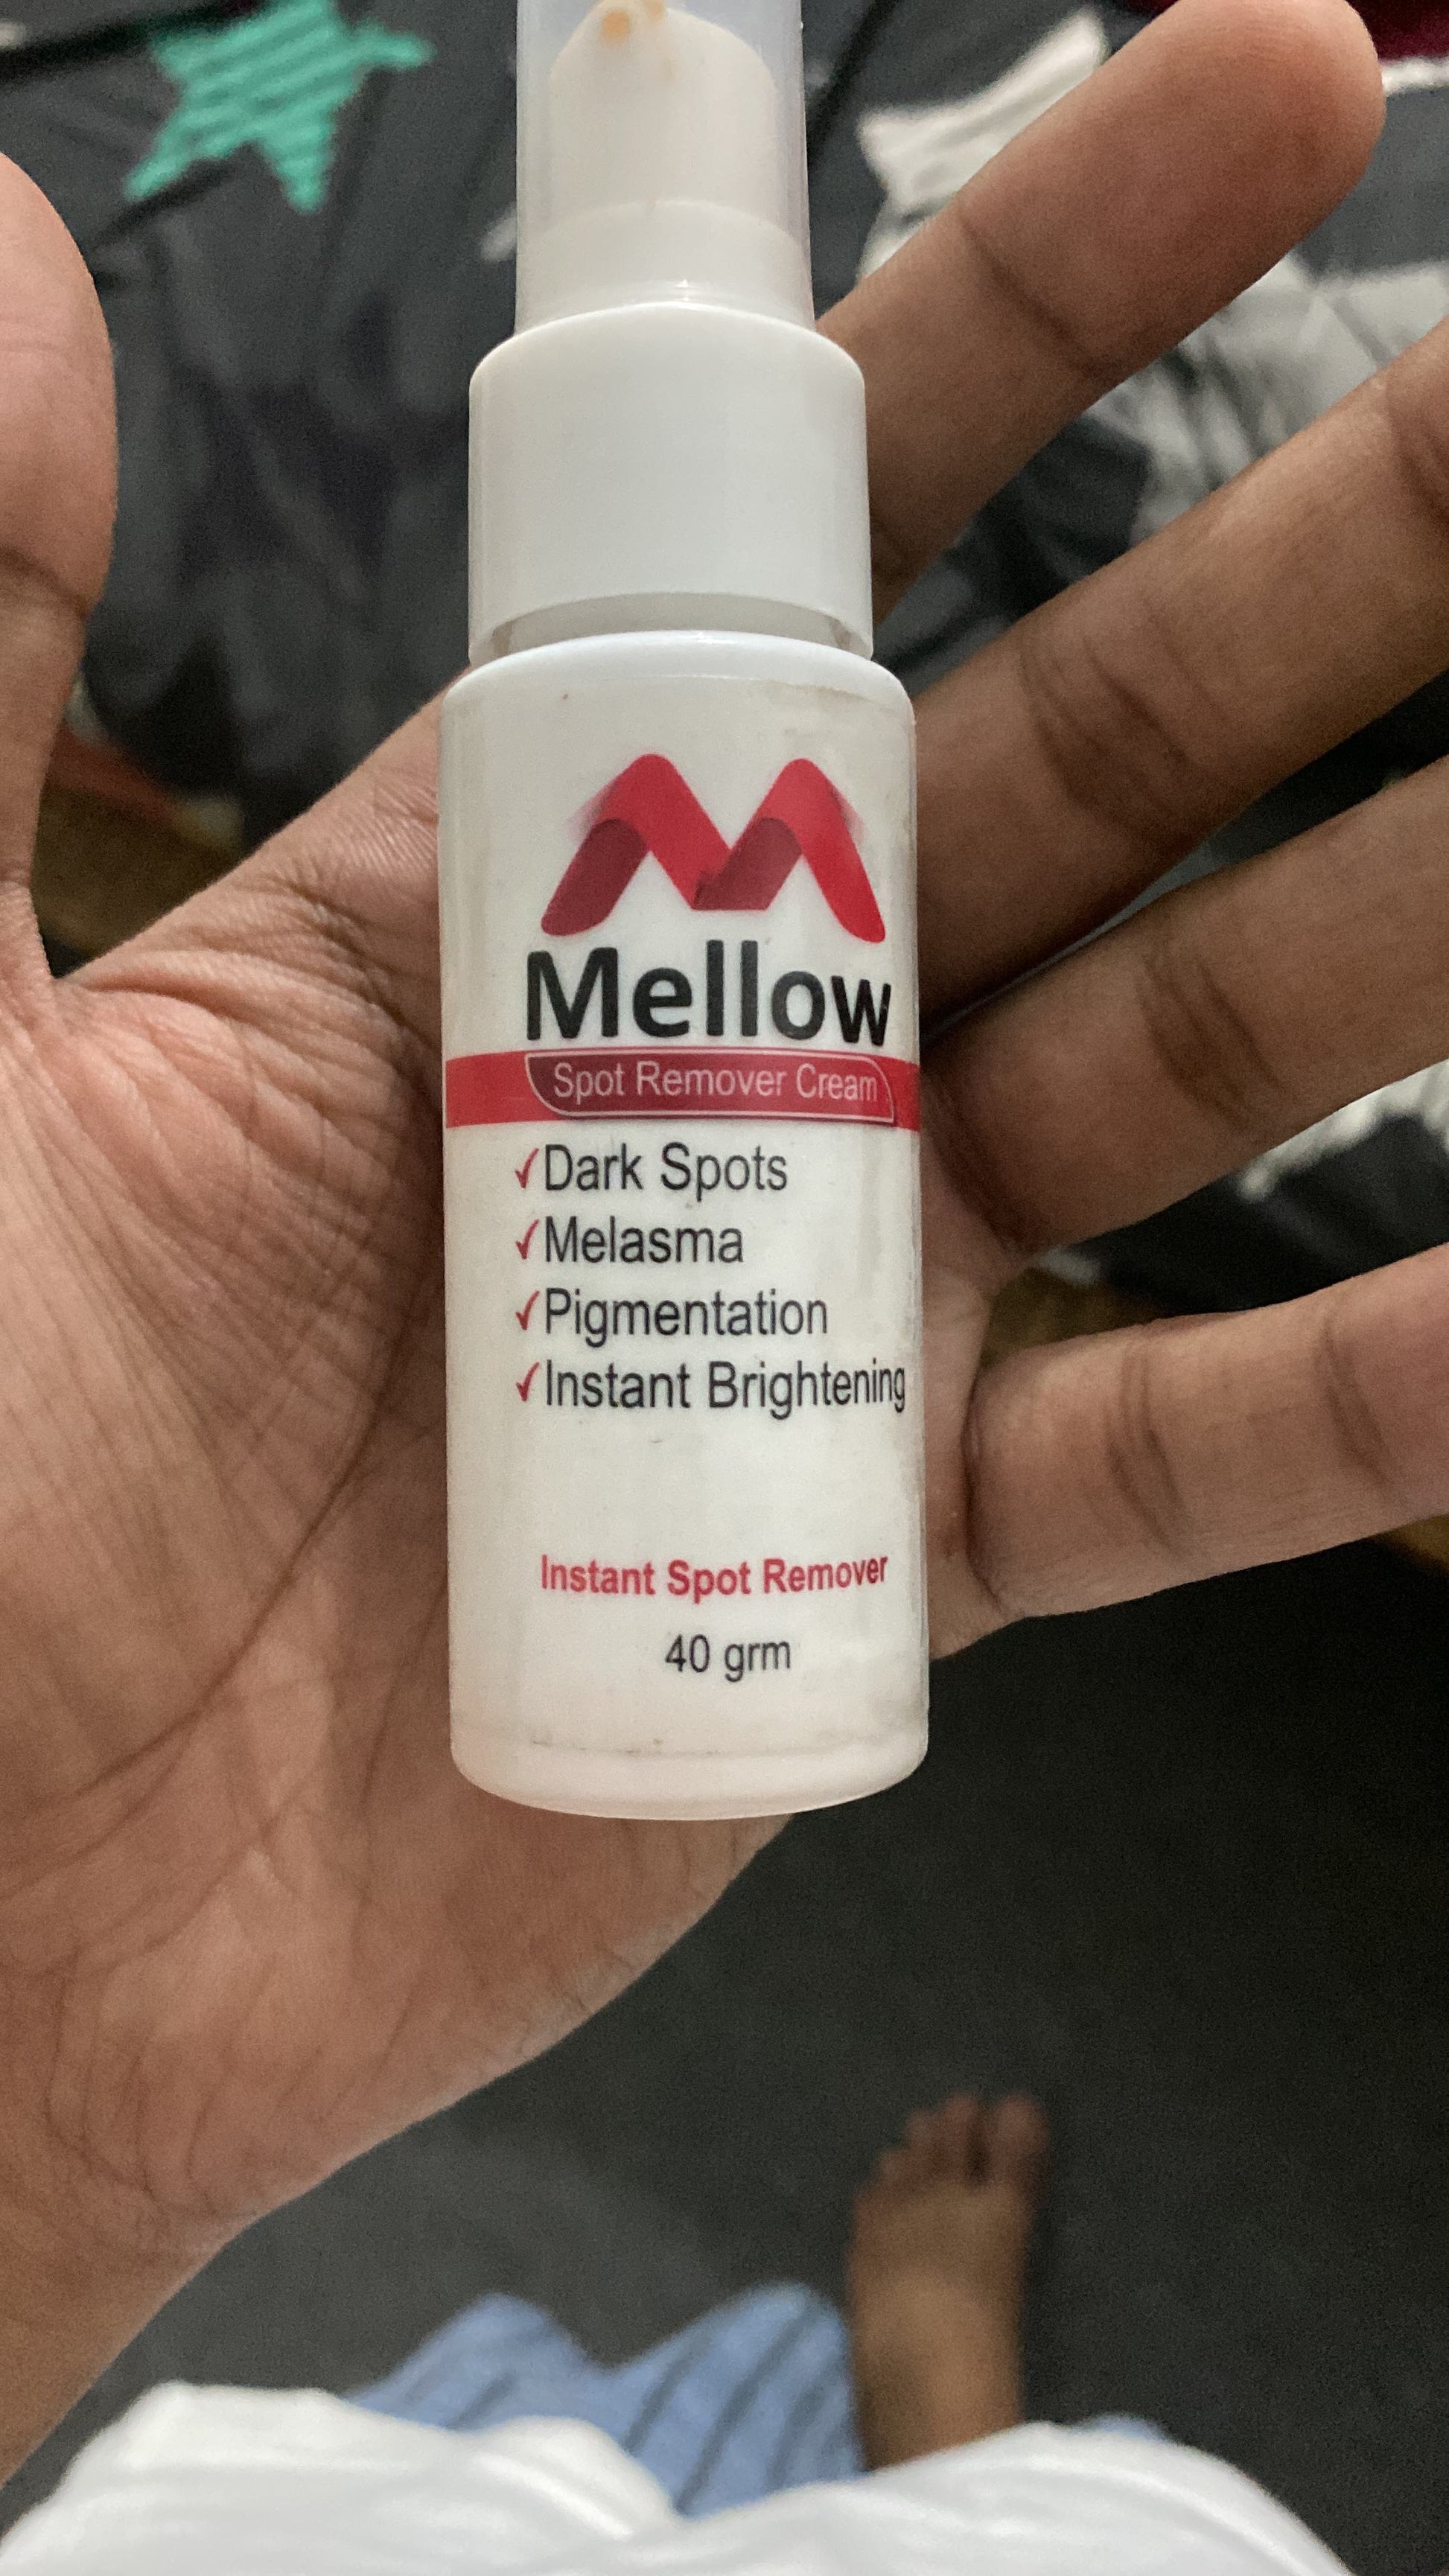 Mellow
Spot Remover Cream
✓Dark Spots
✓Melasma
✓Pigmentation
✓Instant Brightening
Instant Spot Remover
40 grm